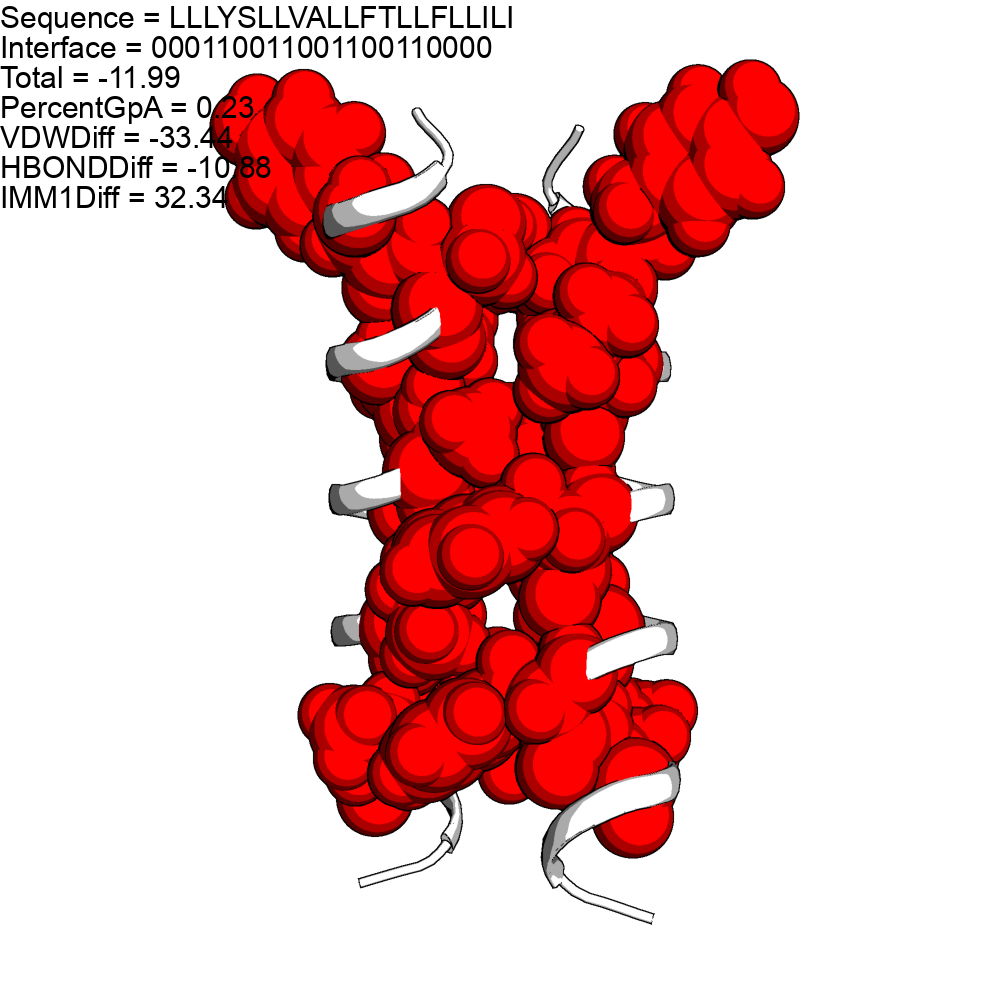 Sequence = LLLYSLLVALLFTLLFLLILI
Interface = 000110011001100110000
Total = -11.99
PercentGpA = 0.23
VDWDiff = -33.44
HBONDDiff = -10.88
IMM1Diff = 32.34